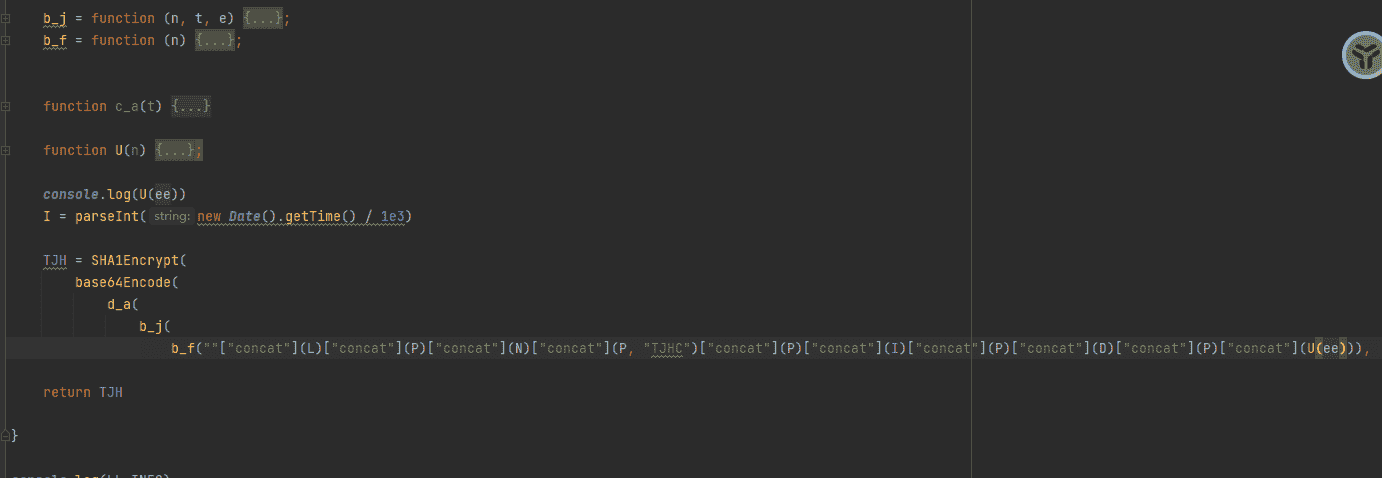 b_j = function (n, t, e) {...};
b_f = function (n) {...};
function c_a(t) {...}
function U(n) {...};
console.log(U(ee))
I = parseInt( string: new Date().getTime() / 1e3)
TJH = SHA1Encrypt(
base64Encode(
d_a(
b_j(
b_f(""["concat"](L)["concat"](P)["concat"](N)["concat"](P, "TJHC")["concat"](P)["concat"](I)["concat"](P)["concat"](D)["concat"](P)["concat"](U(ee))),
return TJH
}